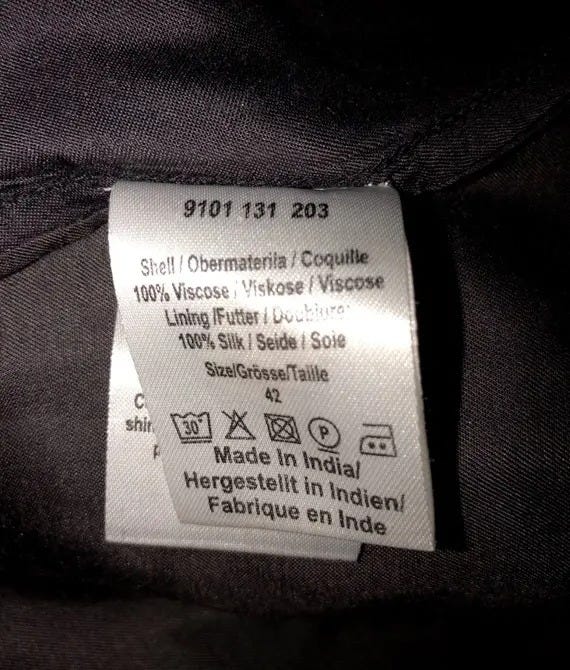 9101 131 203
Shell / Obermaterila / Coquille
100% Viscose / Viskose / Viscose
Lining /Futter / Doublure
100% Silk / Seide / Soie
Size/Grösse/Taille
42
30°
P
Made In India/
Hergestellt in Indien/
Fabrique en Inde